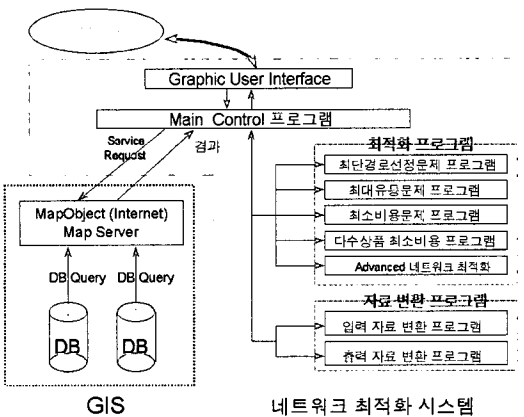 Graphic User Interface
Main Control 프로그램
Service
Request
결과
MapObject (Internet)
Map Server
DB Query
DB Query
DB
DB
GIS
최적화 프로그램
최단경로선정문제 프로그램
최대유통문제 프로그램
최소비용문제 프로그램
다수상품 최소비용 프로그램
Advanced 네트워크 최적화
자료 변환 프로그램
입력 자료 변환 프로그램
출력 자료 변환 프로그램
네트워크 최적화 시스템